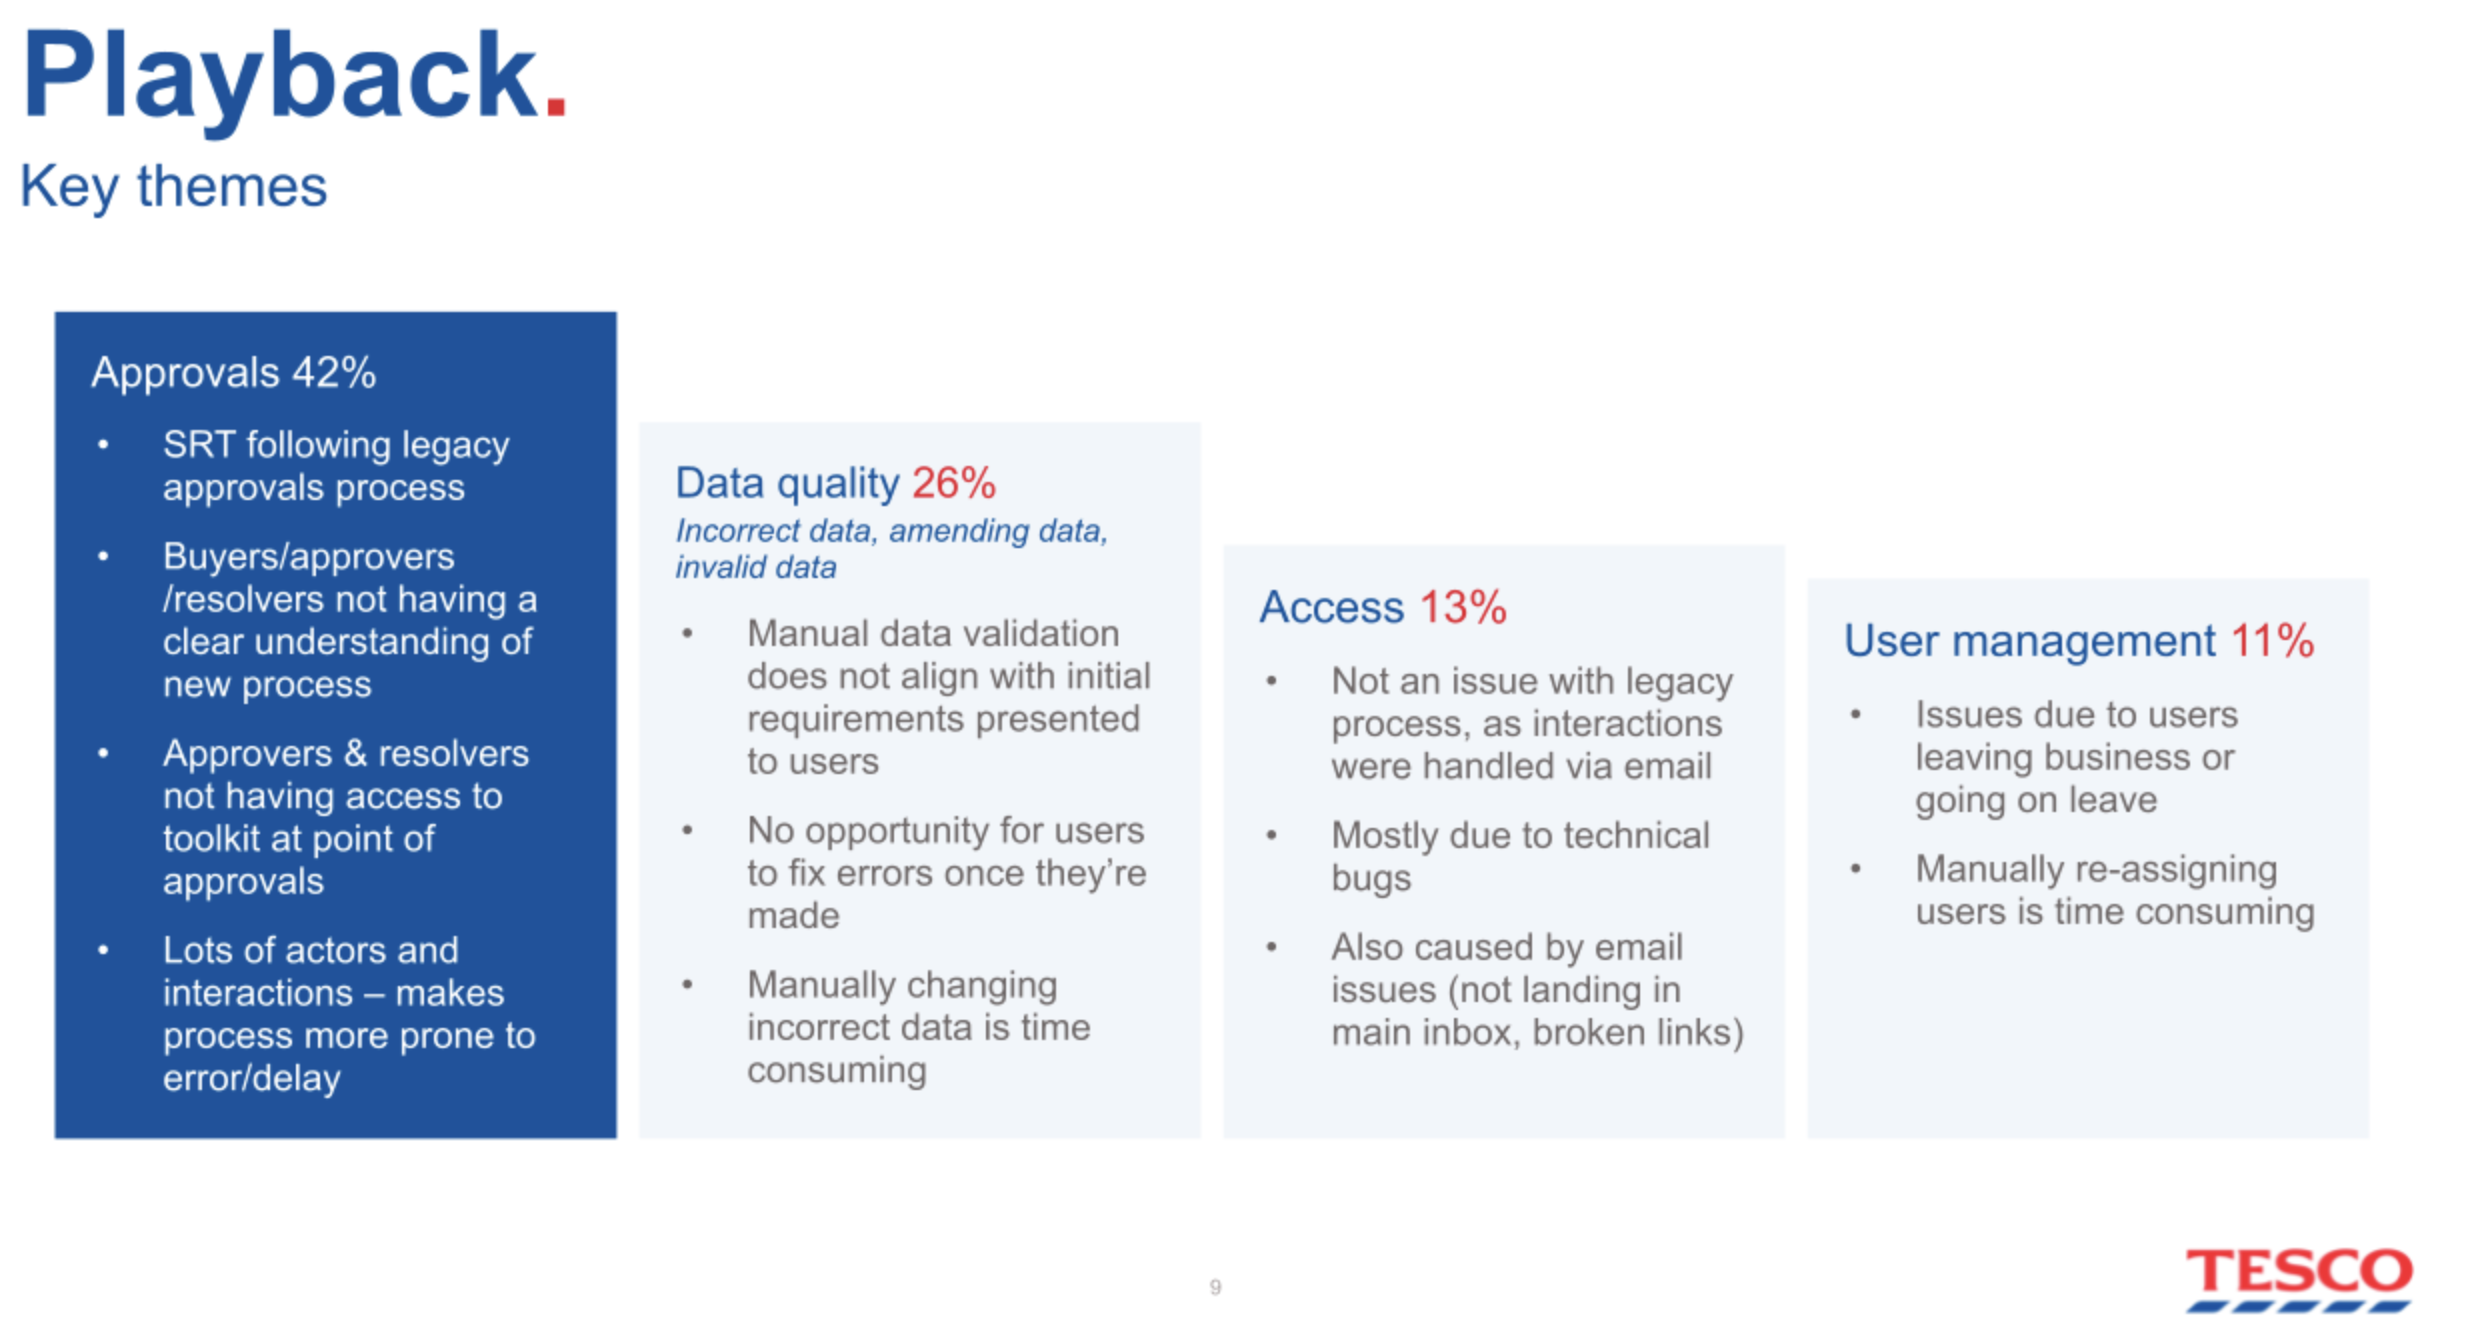 Playback.
Key themes
Approvals 42%
• SRT following legacy
approvals process
• Buyers/approvers
/resolvers not having a
clear understanding of
new process
• Approvers & resolvers
not having access to
toolkit at point of
approvals
• Lots of actors and
interactions – makes
process more prone to
error/delay
Data quality 26%
Incorrect data, amending data,
invalid data
• Manual data validation
does not align with initial
requirements presented
to users
• No opportunity for users
to fix errors once they’re
made
• Manually changing
incorrect data is time
consuming
Access 13%
• Not an issue with legacy
process, as interactions
were handled via email
• Mostly due to technical
bugs
• Also caused by email
issues (not landing in
main inbox, broken links)
User management 11%
• Issues due to users
leaving business or
going on leave
• Manually re-assigning
users is time consuming
9
TESCO